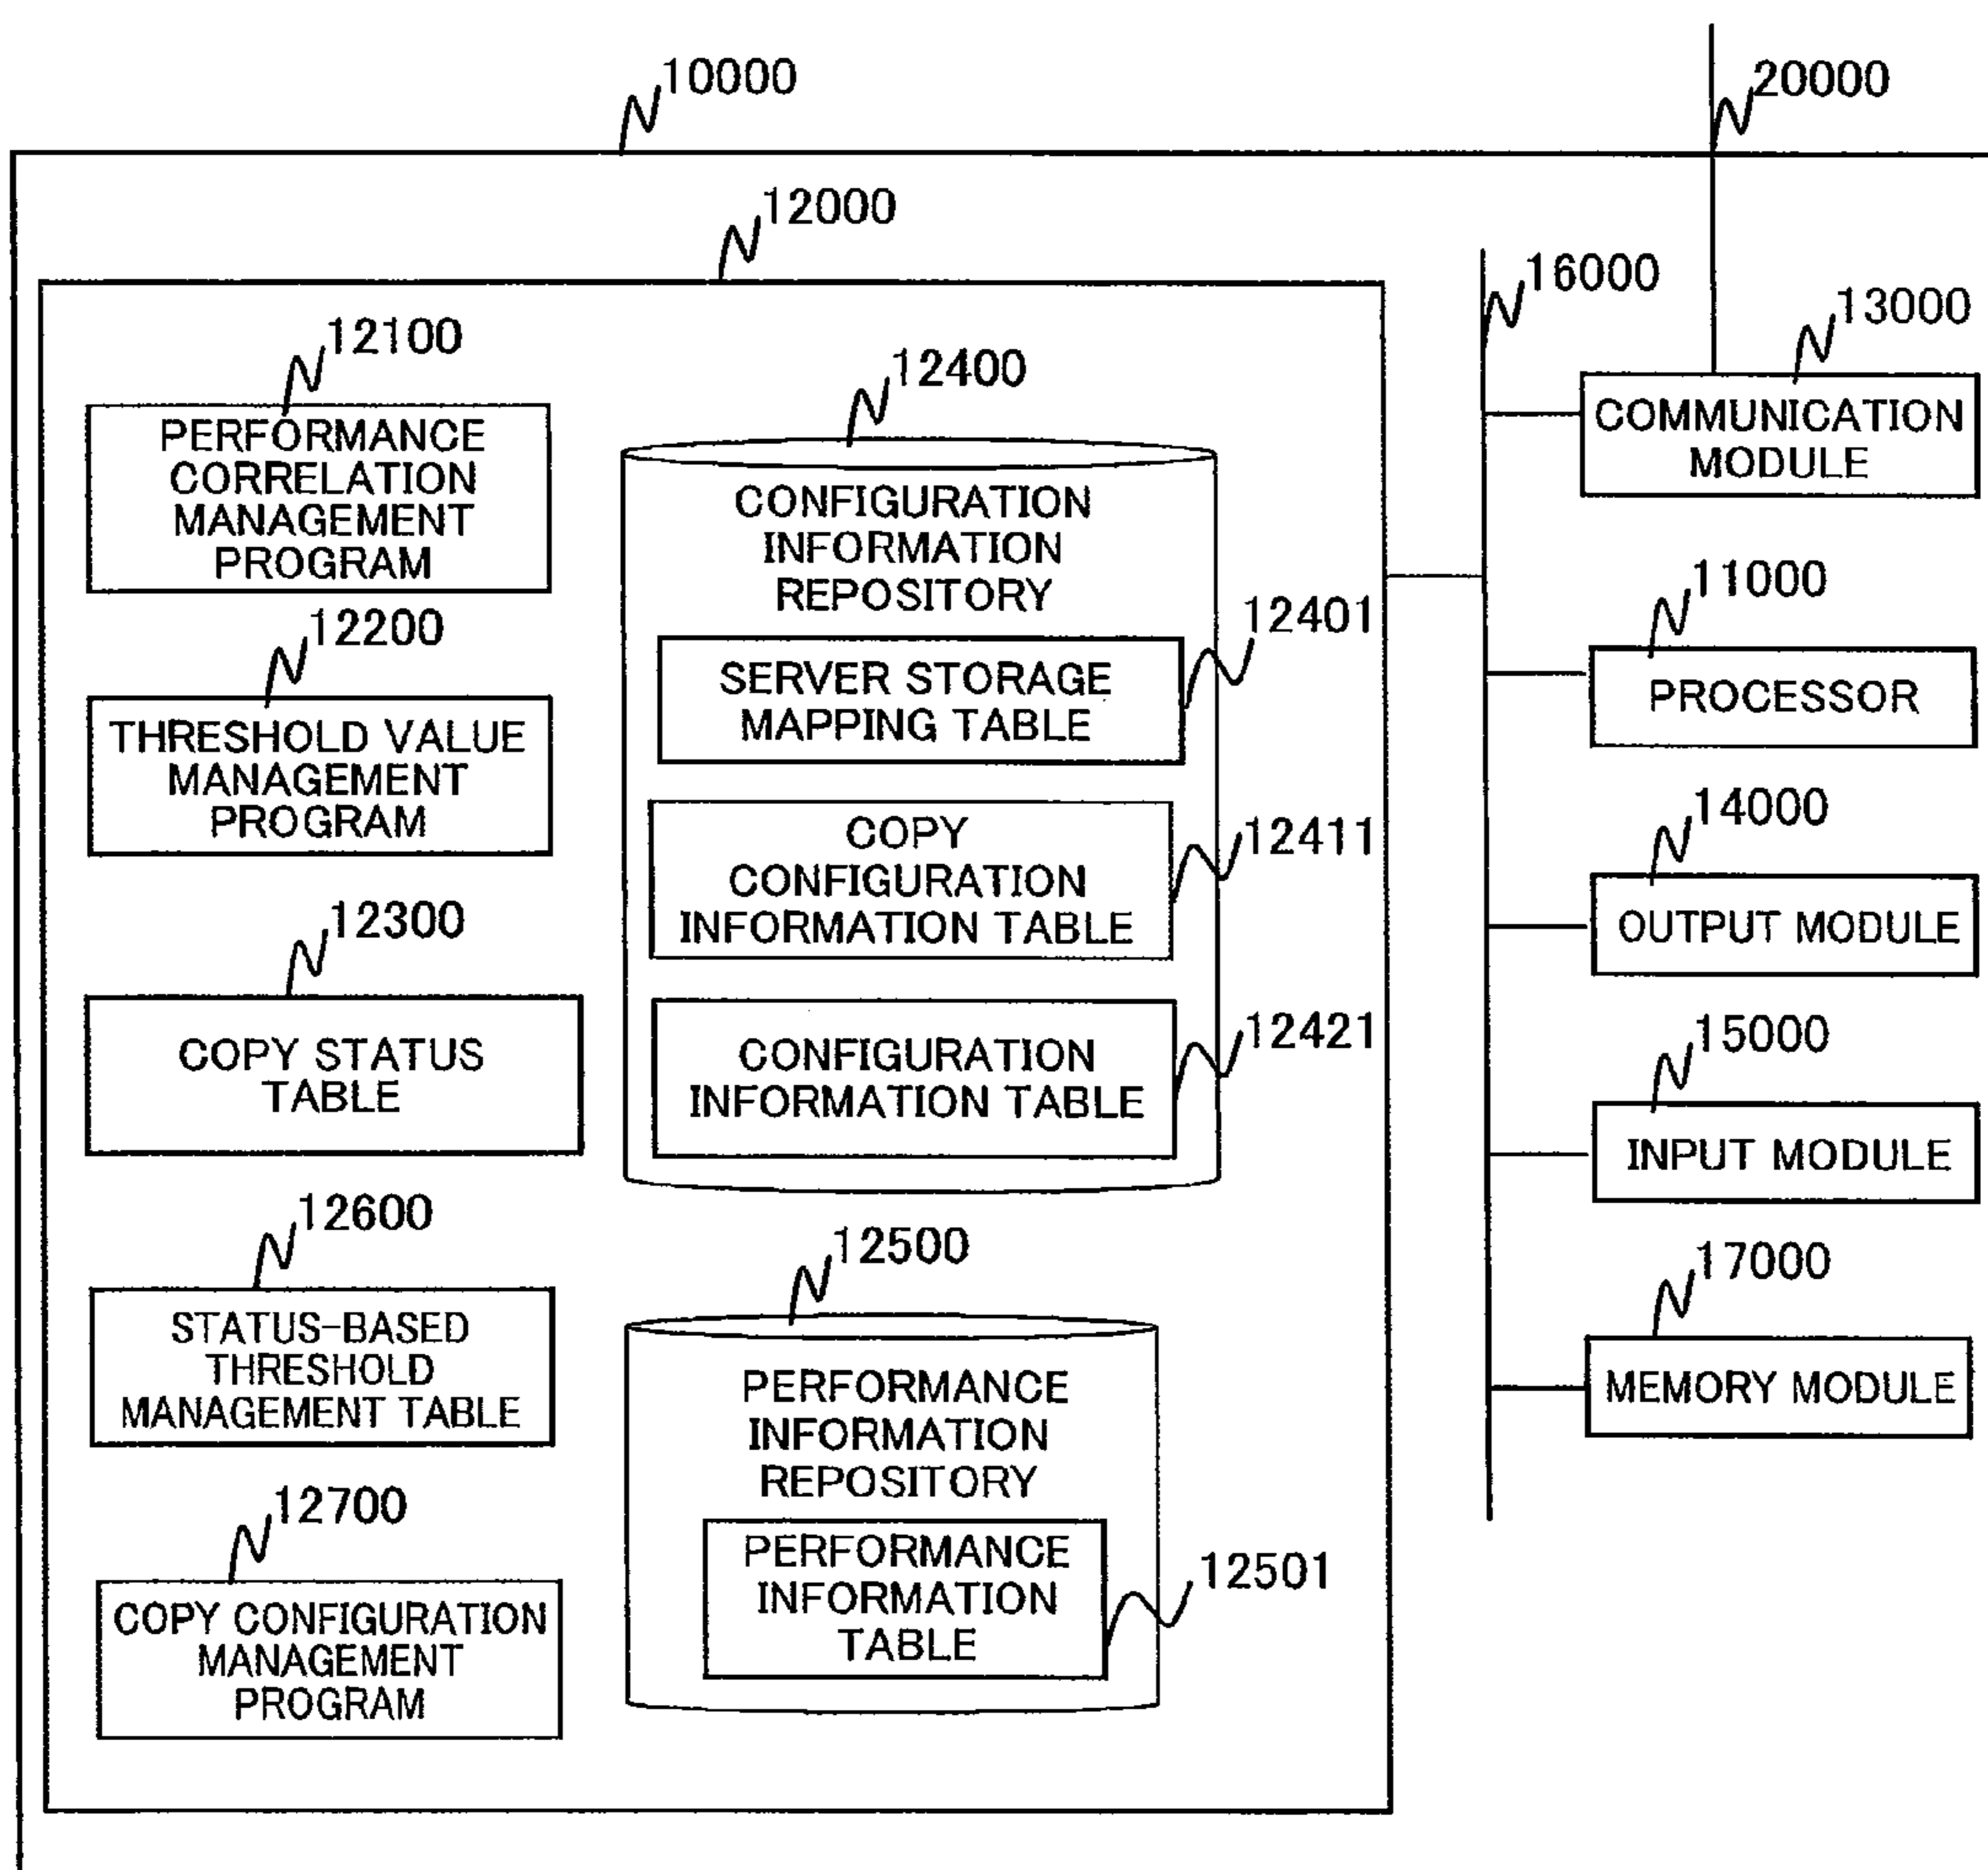 10000
20000
12000
16000
13000
COMMUNICATION
MODULE
12100
PERFORMANCE
CORRELATION
MANAGEMENT
PROGRAM
12400
CONFIGURATION
INFORMATION
REPOSITORY
12401
SERVER STORAGE
MAPPING TABLE
11000
PROCESSOR
12200
THRESHOLD VALUE
MANAGEMENT
PROGRAM
12411
COPY
CONFIGURATION
INFORMATION TABLE
14000
OUTPUT MODULE
12300
COPY STATUS
TABLE
12421
CONFIGURATION
INFORMATION TABLE
15000
INPUT MODULE
12600
STATUS-BASED
THRESHOLD
MANAGEMENT TABLE
12500
PERFORMANCE
INFORMATION
REPOSITORY
17000
MEMORY MODULE
12700
COPY CONFIGURATION
MANAGEMENT
PROGRAM
PERFORMANCE
INFORMATION
TABLE
12501